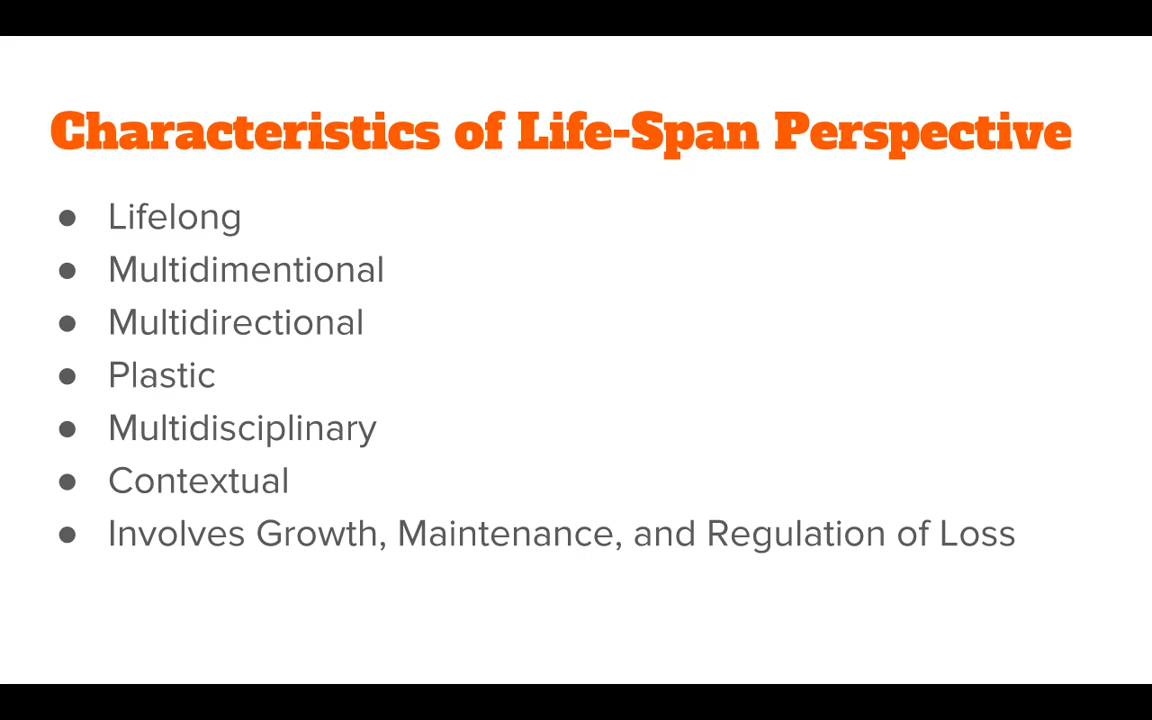 Characteristics of Life-Span Perspective
● Lifelong
● Multidimentional
● Multidirectional
● Plastic
● Multidisciplinary
● Contextual
● Involves Growth, Maintenance, and Regulation of Loss